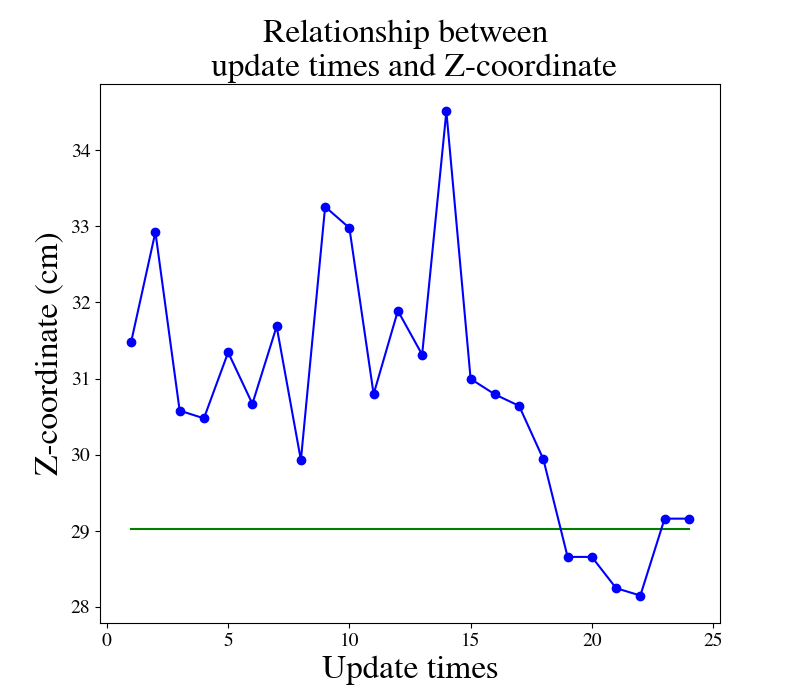 Relationship between
update times and Z-coordinate
Z-coordinate (cm)
34
33
32
31
30
29
28
0 5 10 15 20 25
Update times